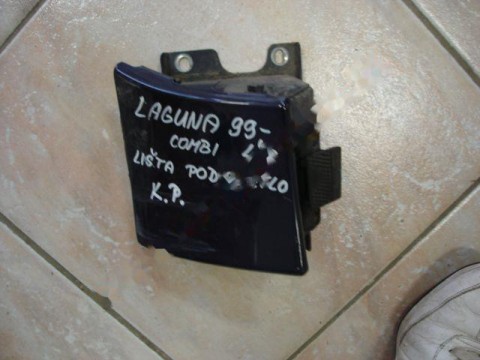 LAGUNA 99-
COMBI
LIŠTA POD
K.P.